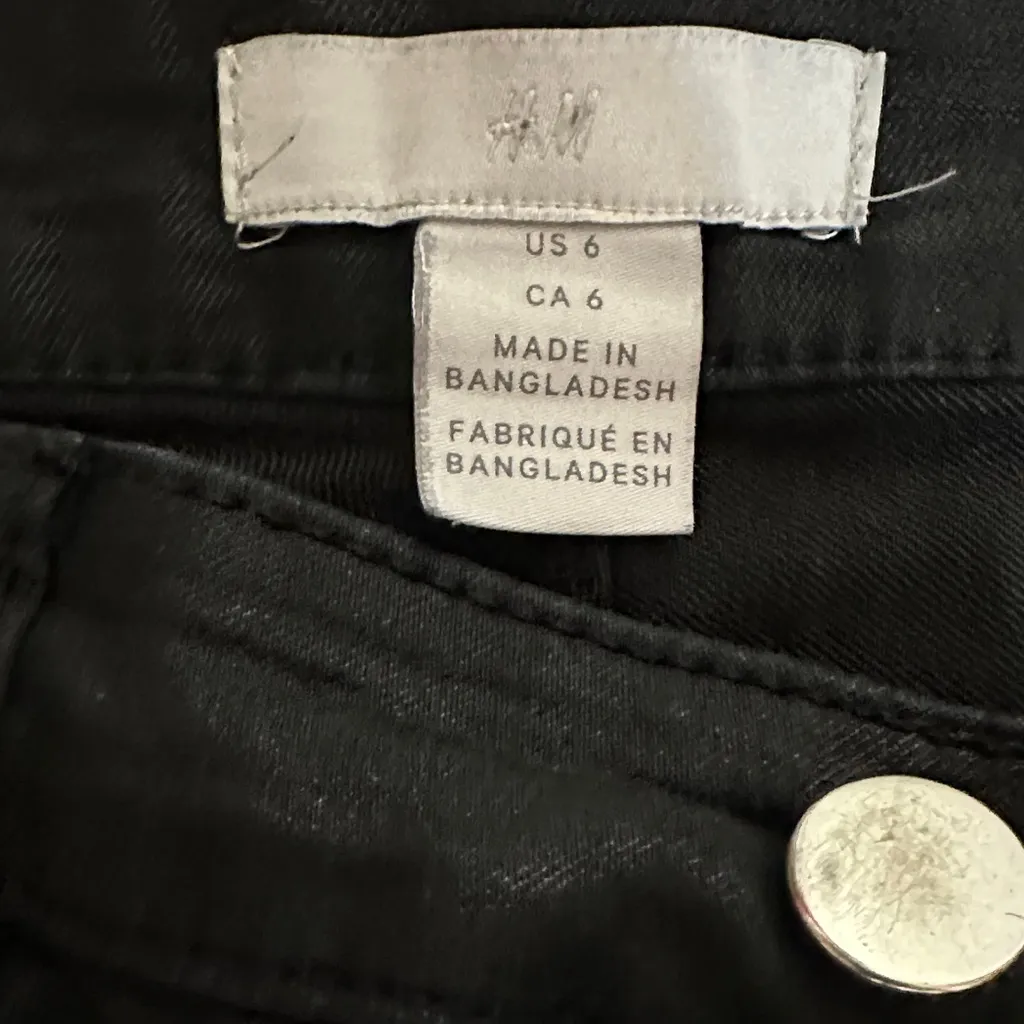 H&M
US 6
CA 6
MADE IN
BANGLADESH
FABRIQUÉ EN
BANGLADESH